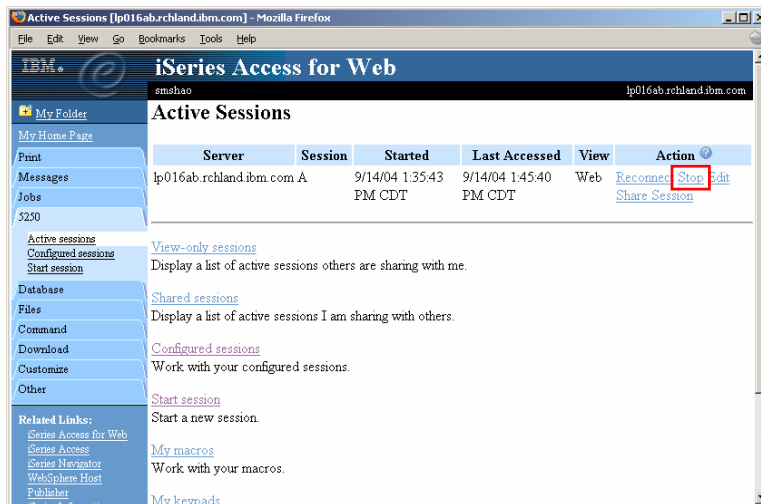 Active Sessions [lp016ab.rchland.ibm.com] - Mozilla Firefox
File Edit View Go Bookmarks Tools Help
IBM. iSeries Access for Web
smshao lp016ab.rchland.ibm.com
My Folder
My Home Page
Print
Messages
Jobs
5250
Active sessions
Configured sessions
Start session
Database
Files
Command
Download
Customize
Other
Related Links:
iSeries Access for Web
iSeries Access
iSeries Navigator
WebSphere Host
Publisher
Active Sessions
Server Session Started Last Accessed View Action
lp016ab.rchland.ibm.com A 9/14/04 1:35:43 9/14/04 1:45:40 Web Reconnect Stop Edit
PM CDT PM CDT Share Session
View-only sessions
Display a list of active sessions others are sharing with me.
Shared sessions
Display a list of active sessions I am sharing with others.
Configured sessions
Work with your configured sessions.
Start session
Start a new session.
My macros
Work with your macros.
My keypads